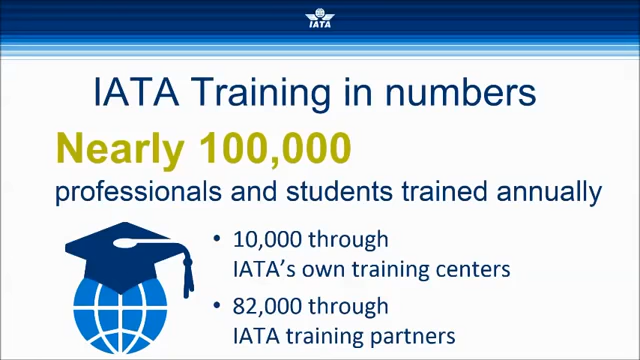 IATA
IATA Training in numbers
Nearly 100,000
professionals and students trained annually
• 10,000 through
IATA's own training centers
• 82,000 through
IATA training partners